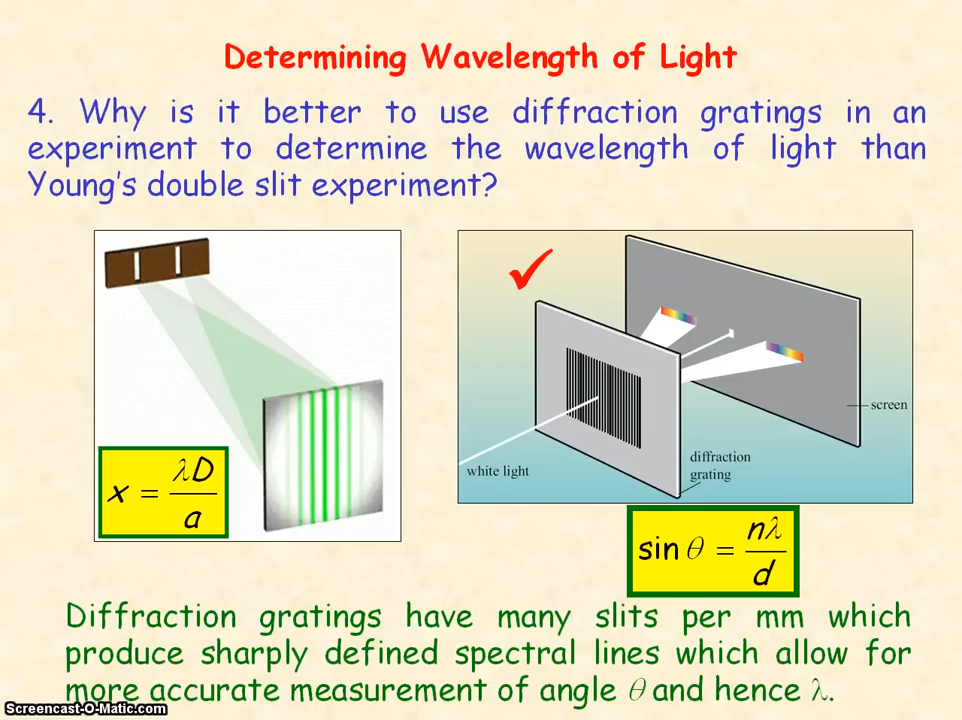 Determining Wavelength of Light
4. Why is it better to use diffraction gratings in an
experiment to determine the wavelength of light than
Young's double slit experiment?
screen
white light
diffraction
grating
x = λD/a
sin θ = nλ/d
Diffraction gratings have many slits per mm which
produce sharply defined spectral lines which allow for
more accurate measurement of angle θ and hence λ.
Screencast-O-Matic.com